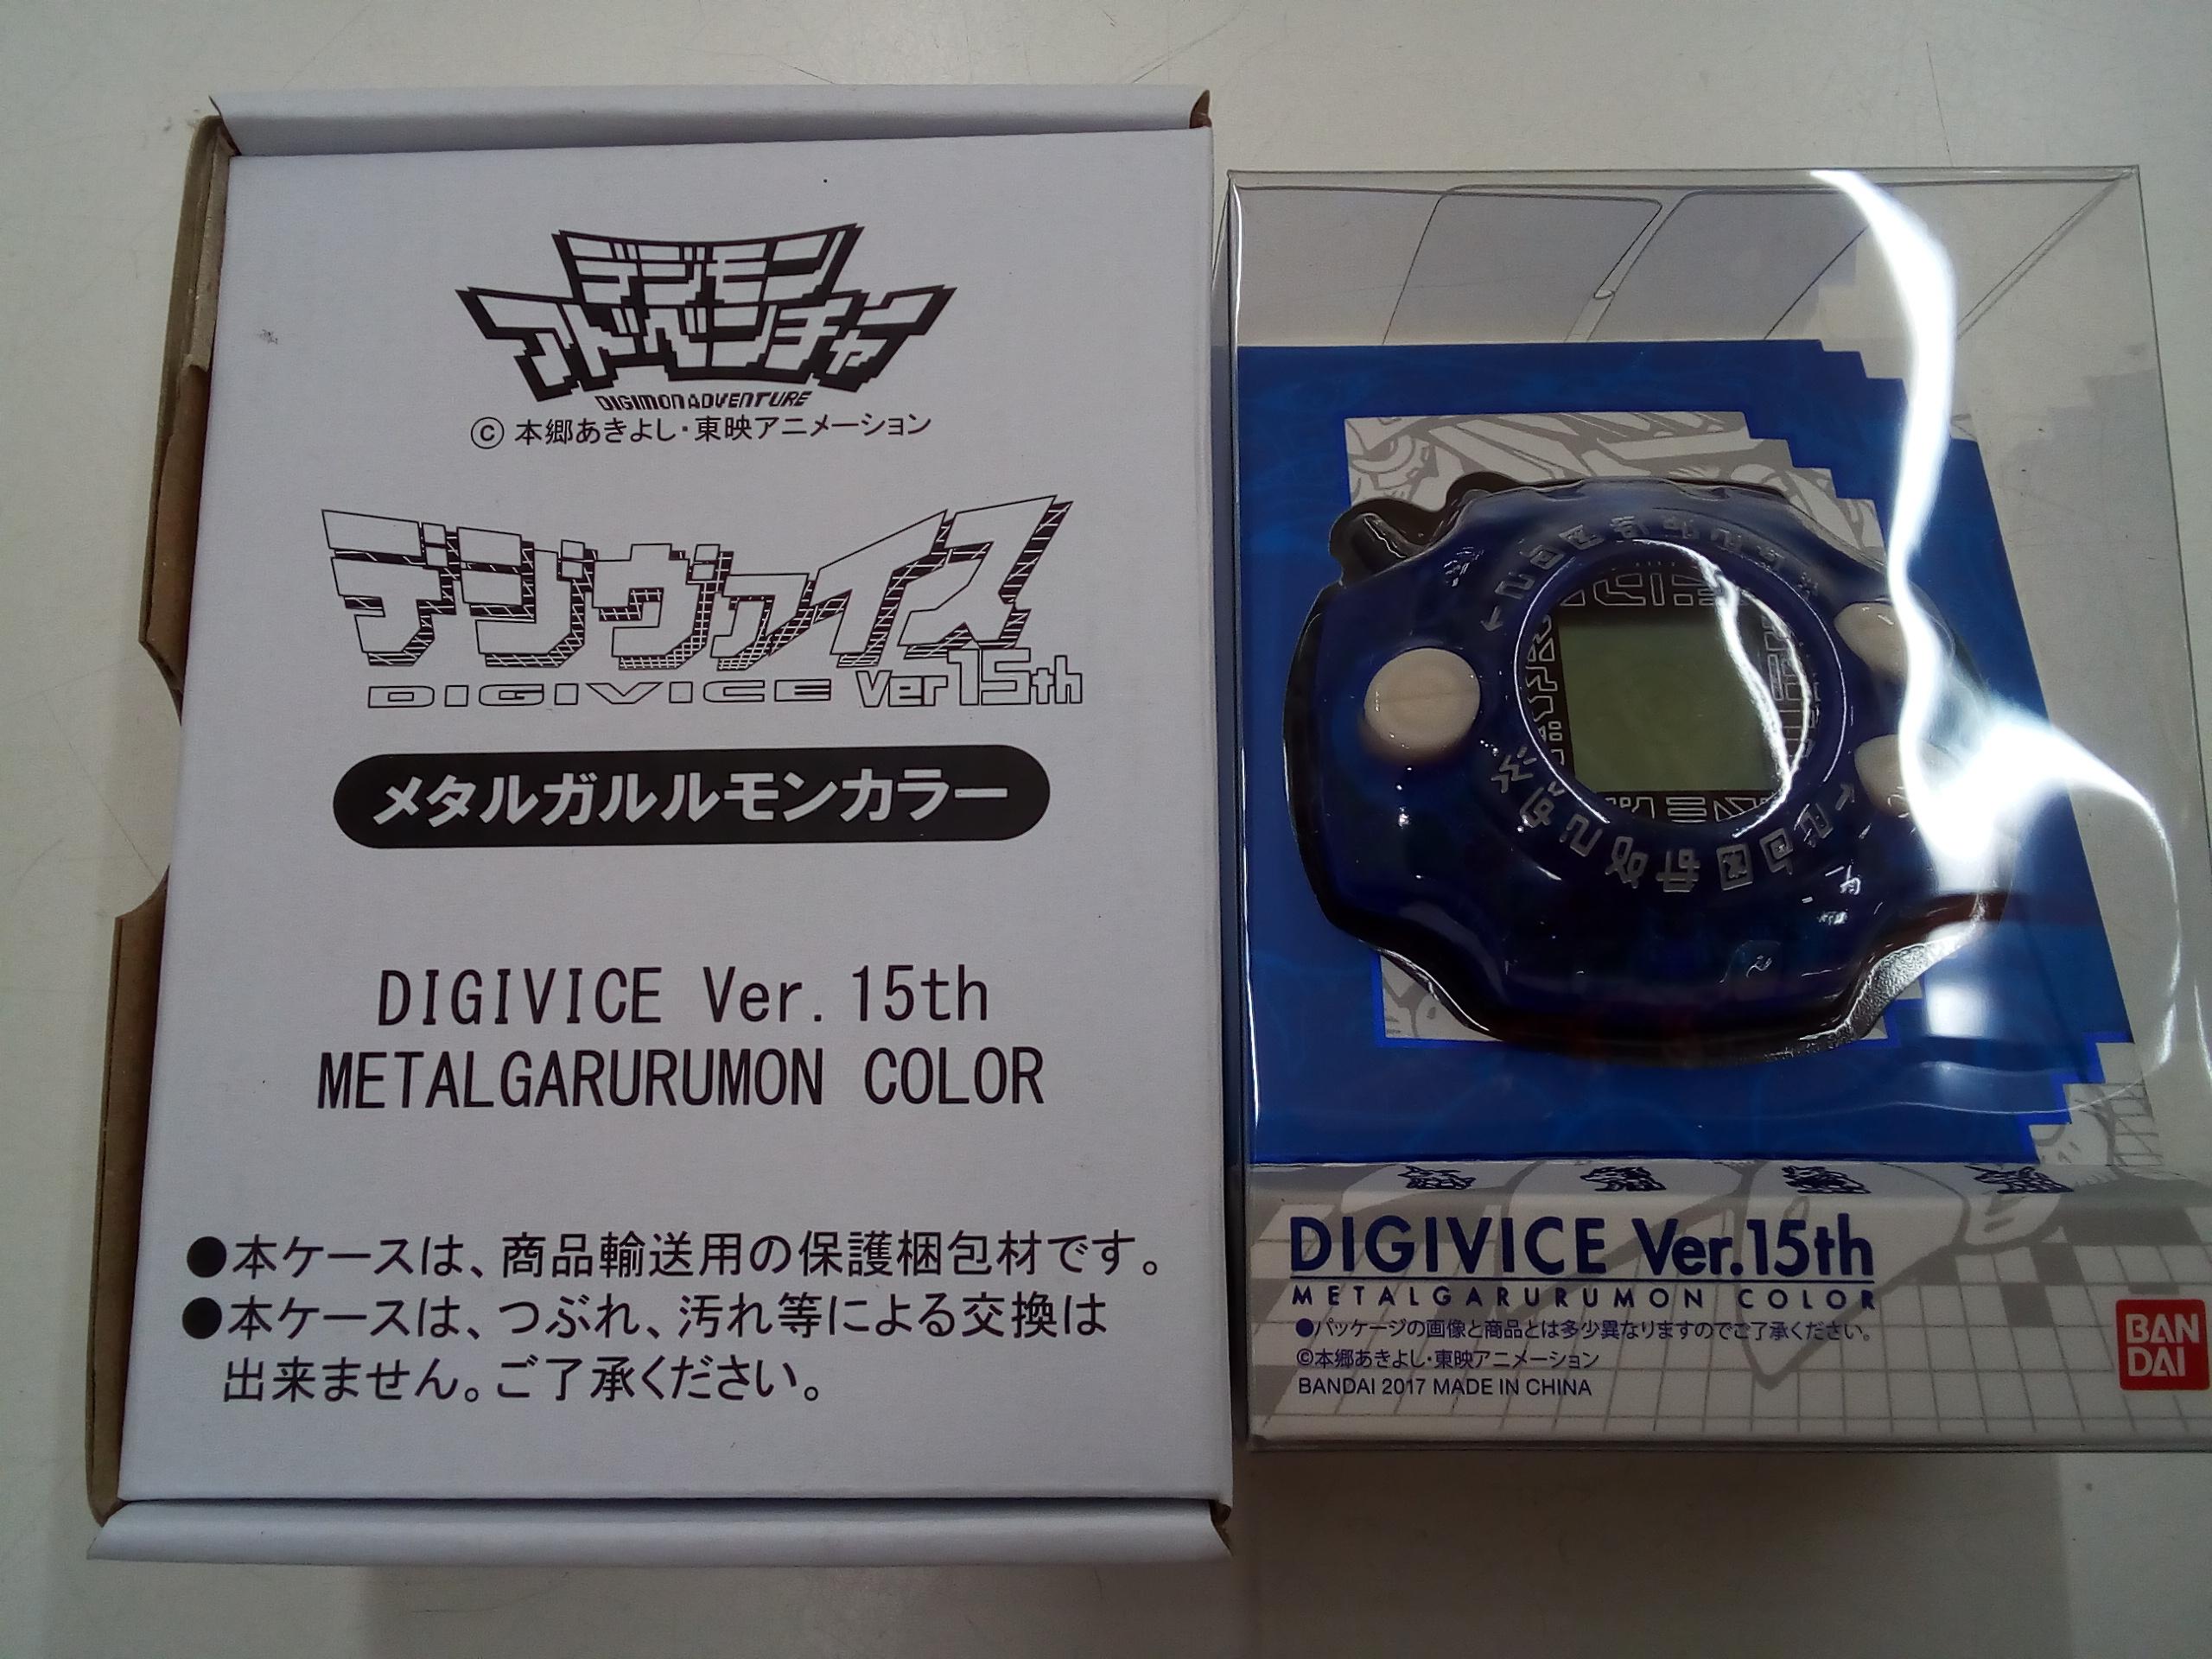 デジモン
アドベンチャー
DIGIMON ADVENTURE
© 本郷あきよし・東映アニメーション
デジヴァイス
DIGIVICE Ver15th
メタルガルルモンカラー
DIGIVICE Ver. 15th
METALGARURUMON COLOR
●本ケースは、商品輸送用の保護梱包材です。
●本ケースは、つぶれ、汚れ等による交換は
出来ません。ご了承ください。
DIGIVICE Ver.15th
METALGARURUMON COLOR
●パッケージの画像と商品とは多少異なりますのでご了承ください。
©本郷あきよし・東映アニメーション
BANDAI 2017 MADE IN CHINA
BAN
DAI